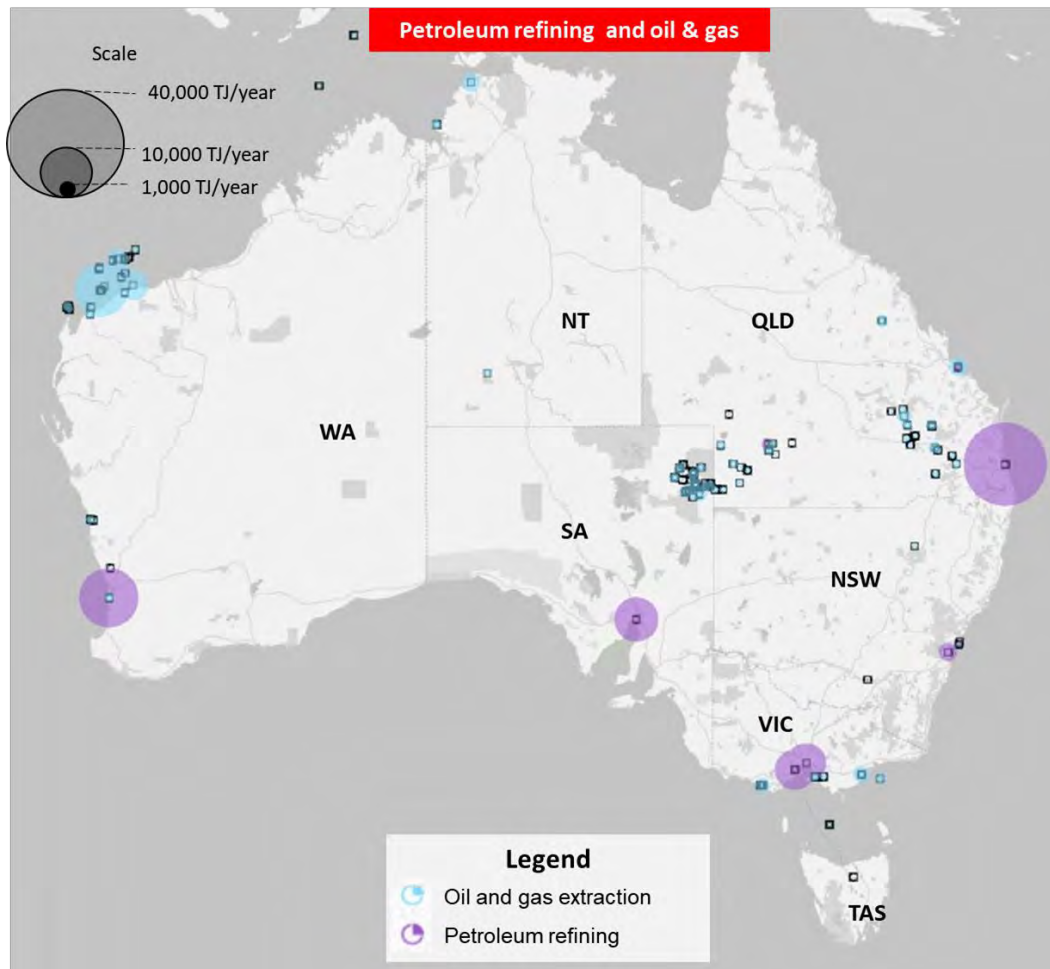 Petroleum refining and oil & gas
Scale
40,000 TJ/year
10,000 TJ/year
1,000 TJ/year
NT
QLD
WA
SA
NSW
VIC
TAS
Legend
Oil and gas extraction
Petroleum refining